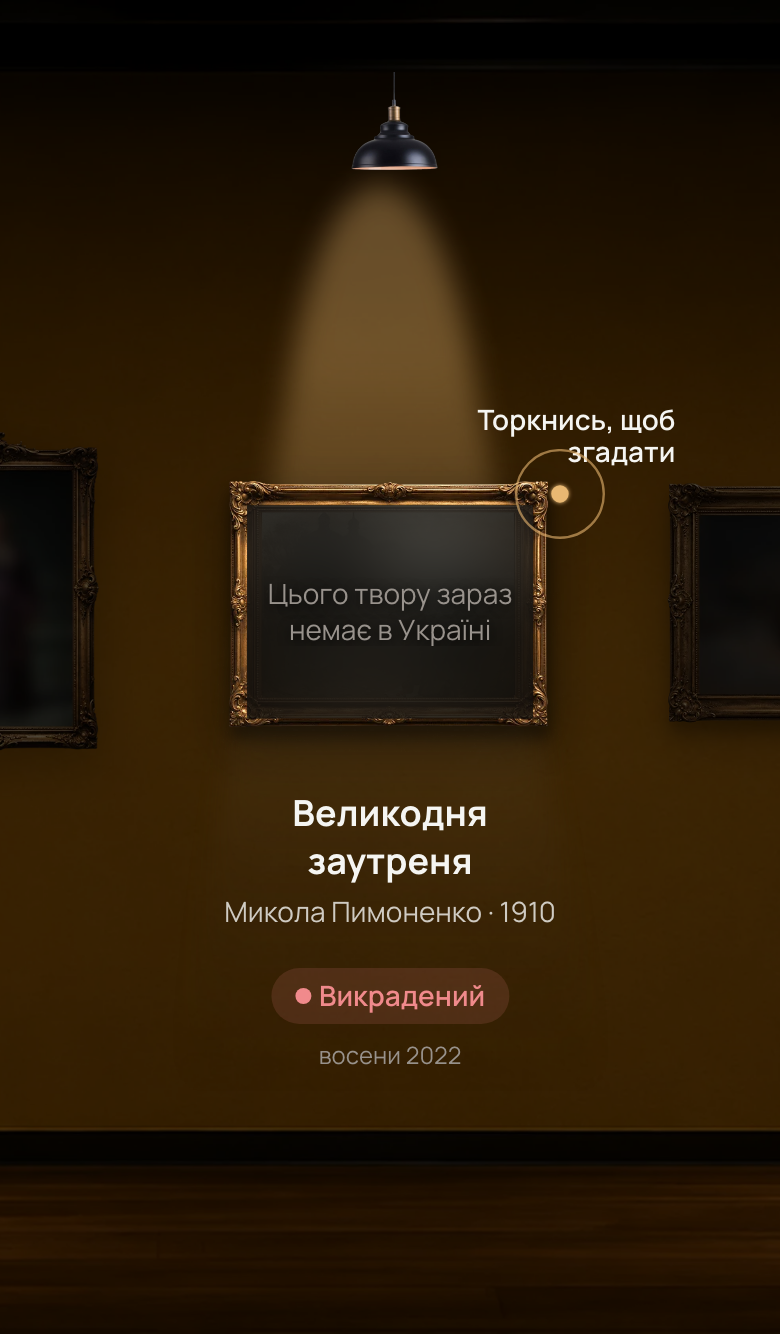 Торкнись, щоб
згадати
Цього твору зараз
немає в Україні
Великодня
заутреня
Микола Пимоненко · 1910
Викрадений
восени 2022